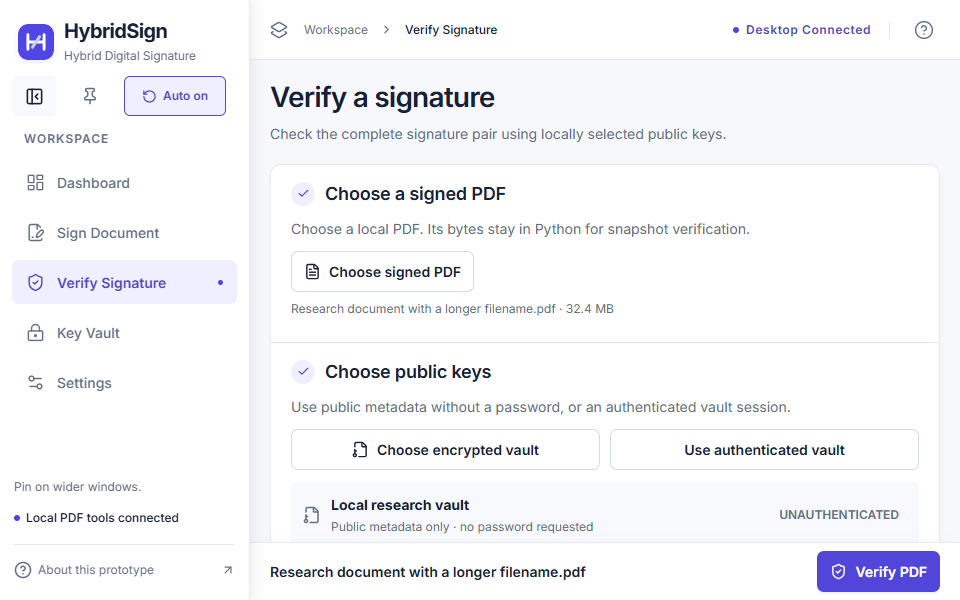 HybridSign
Hybrid Digital Signature
Auto on
WORKSPACE
Dashboard
Sign Document
Verify Signature
Key Vault
Settings
Pin on wider windows.
Local PDF tools connected
About this prototype
Workspace
Verify Signature
Desktop Connected
Verify a signature
Check the complete signature pair using locally selected public keys.
Choose a signed PDF
Choose a local PDF. Its bytes stay in Python for snapshot verification.
Choose signed PDF
Research document with a longer filename.pdf · 32.4 MB
Choose public keys
Use public metadata without a password, or an authenticated vault session.
Choose encrypted vault
Use authenticated vault
Local research vault
Public metadata only · no password requested
UNAUTHENTICATED
Research document with a longer filename.pdf
Verify PDF